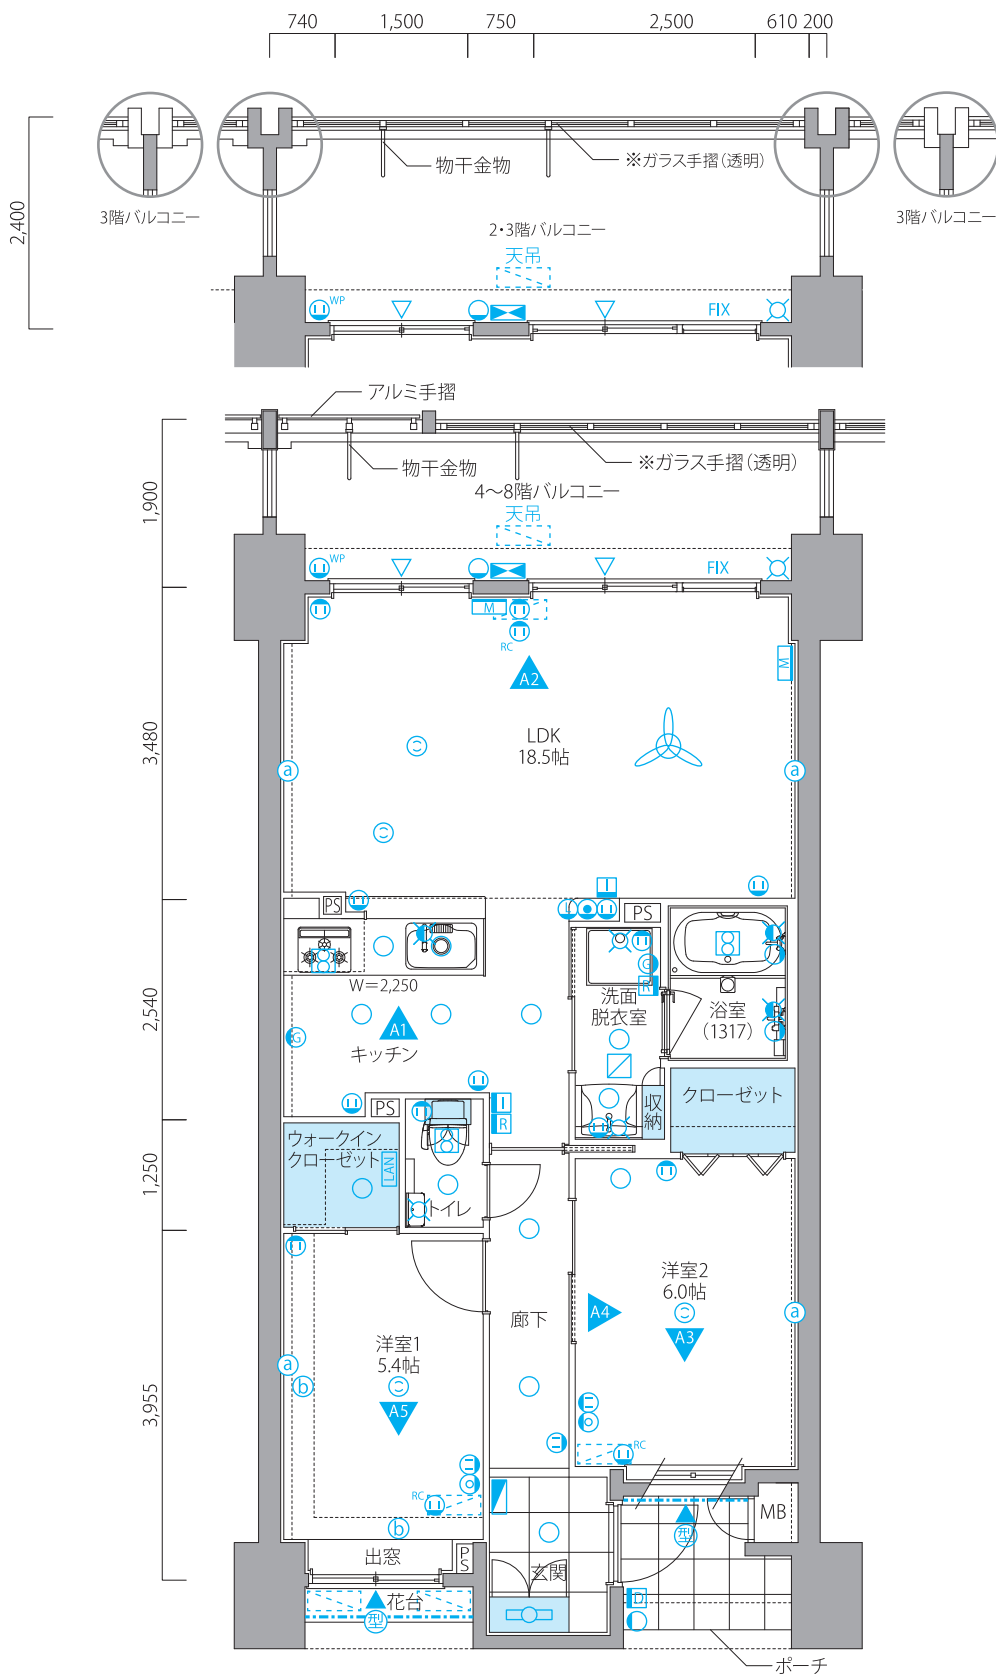 740 1,500 750 2,500 610 200
2,400
物干金物
※ガラス手摺(透明)
3階バルコニー
3階バルコニー
2・3階バルコニー
天吊
WP
FIX
アルミ手摺
物干金物
※ガラス手摺(透明)
4〜8階バルコニー
天吊
WP
FIX
1,900
M
RC
A2
M
LDK
18.5帖
3,480
a
a
I
L
PS
PS
G
R
W=2,250
洗面
脱衣室
浴室
(1317)
2,540
A1
G
キッチン
PS
I
R
収納
クローゼット
ウォークイン
クローゼット
LAN
1,250
トイレ
洋室2
6.0帖
A4
A3
a
廊下
洋室1
5.4帖
a
b
A5
3,955
RC
RC
b
MB
型
出窓
PS
玄関
花台
型
D
ポーチ